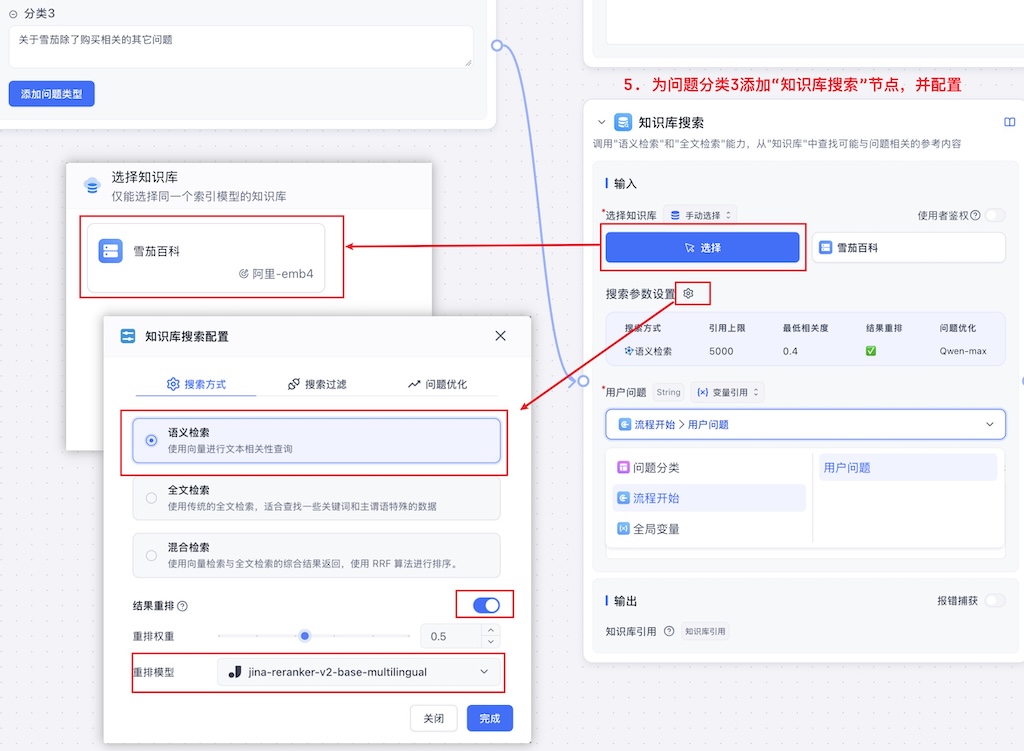 分类3
关于雪茄除了购买相关的其它问题
添加问题类型
5. 为问题分类3添加“知识库搜索”节点，并配置
知识库搜索
调用"语义检索"和"全文检索"能力，从"知识库"中查找可能与问题相关的参考内容
输入
*选择知识库 手动选择 使用者鉴权
选择 雪茄百科
搜索参数设置
搜索方式 引用上限 最低相关度 结果重排 问题优化
语义检索 5000 0.4 ✅ Qwen-max
*用户问题 String 变量引用
流程开始 > 用户问题
问题分类 用户问题
流程开始
全局变量
输出 报错捕获
知识库引用 知识库引用
选择知识库
仅能选择同一个索引模型的知识库
雪茄百科
阿里-emb4
知识库搜索配置
搜索方式 搜索过滤 问题优化
语义检索
使用向量进行文本相关性查询
全文检索
使用传统的全文检索，适合查找一些关键词和主谓语特殊的数据
混合检索
使用向量检索与全文检索的综合结果返回，使用 RRF 算法进行排序。
结果重排
重排权重 0.5
重排模型 jina-reranker-v2-base-multilingual
关闭 完成